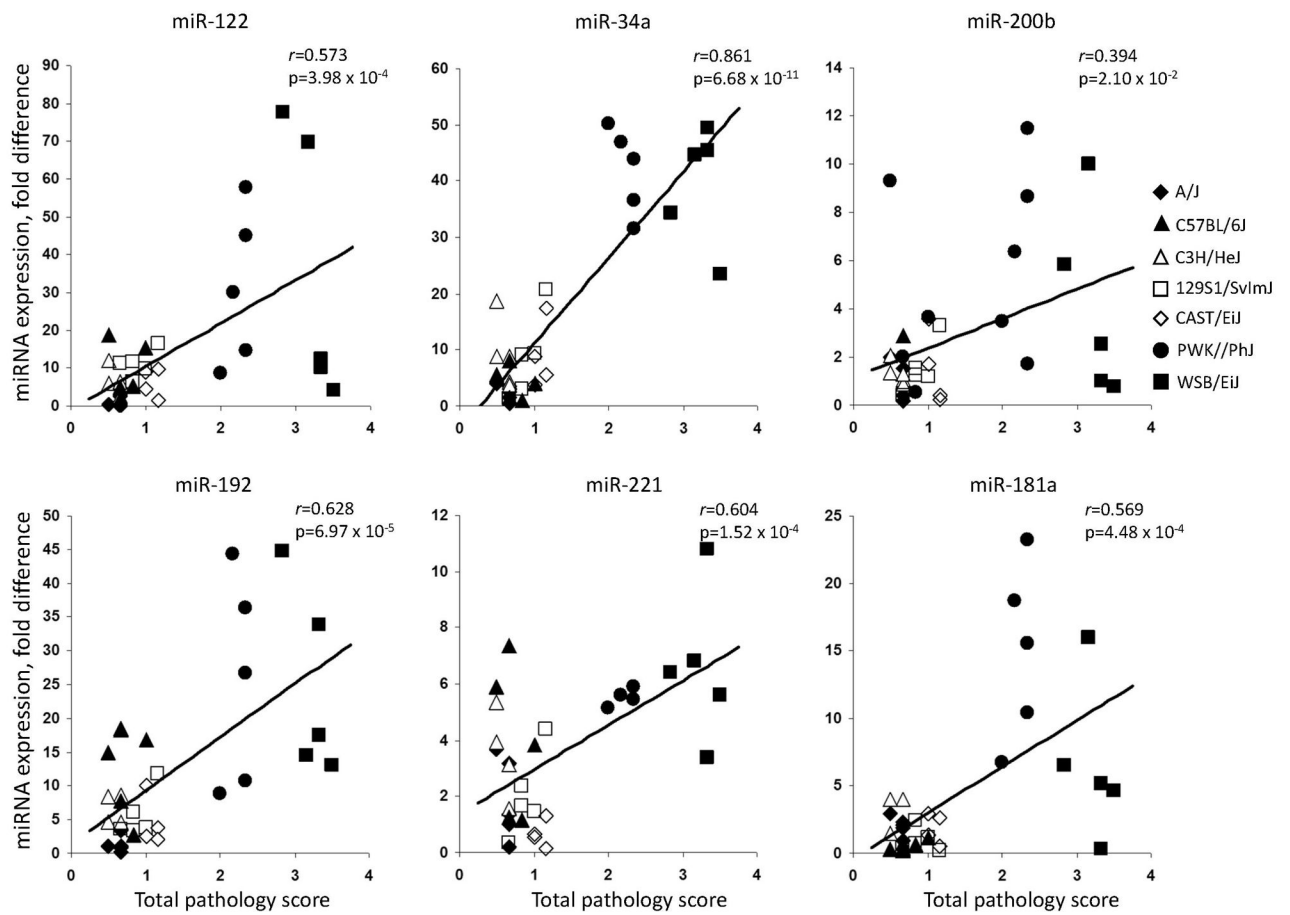 miR-122
r=0.573
p=3.98 x 10-4
miRNA expression, fold difference
90
80
70
60
50
40
30
20
10
0
0 1 2 3 4
miR-34a
r=0.861
p=6.68 x 10-11
60
50
40
30
20
10
0
0 1 2 3 4
miR-200b
r=0.394
p=2.10 x 10-2
14
12
10
8
6
4
2
0
0 1 2 3 4
A/J
C57BL/6J
C3H/HeJ
129S1/SvImJ
CAST/EiJ
PWK//PhJ
WSB/EiJ
miR-192
r=0.628
p=6.97 x 10-5
miRNA expression, fold difference
50
45
40
35
30
25
20
15
10
5
0
0 1 2 3 4
Total pathology score
miR-221
r=0.604
p=1.52 x 10-4
12
10
8
6
4
2
0
0 1 2 3 4
Total pathology score
miR-181a
r=0.569
p=4.48 x 10-4
25
20
15
10
5
0
0 1 2 3 4
Total pathology score